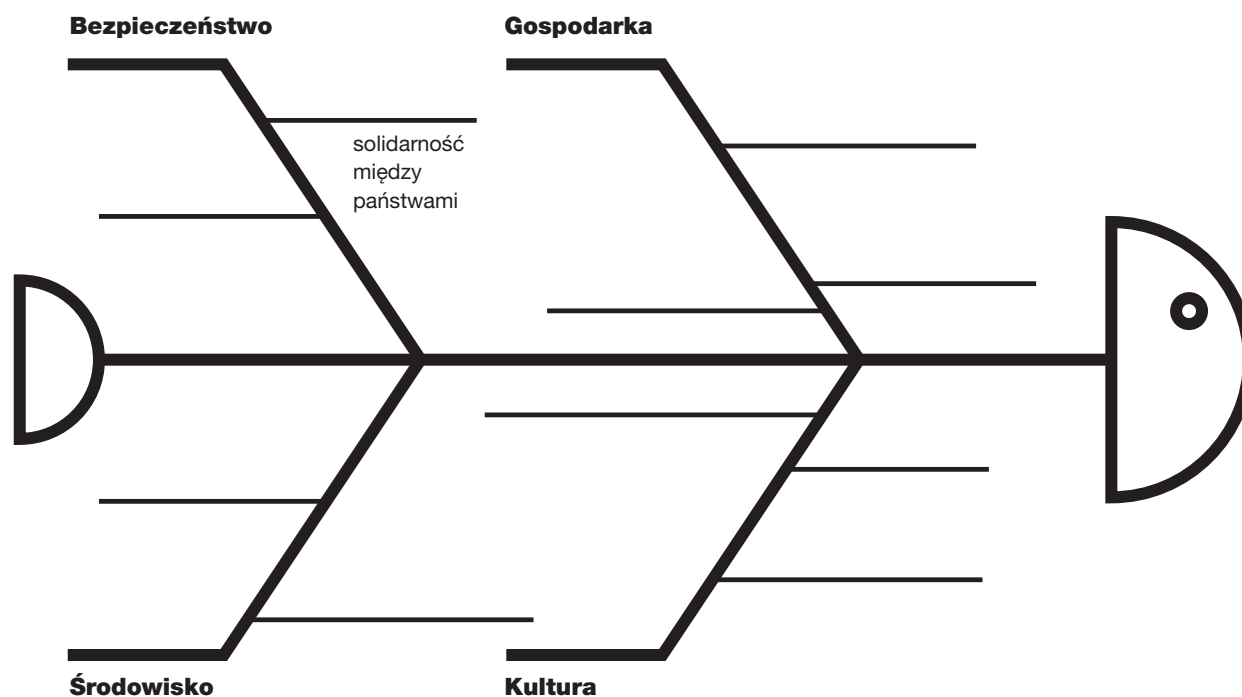 Bezpieczeństwo
Gospodarka
solidarność
między
państwami
Środowisko
Kultura